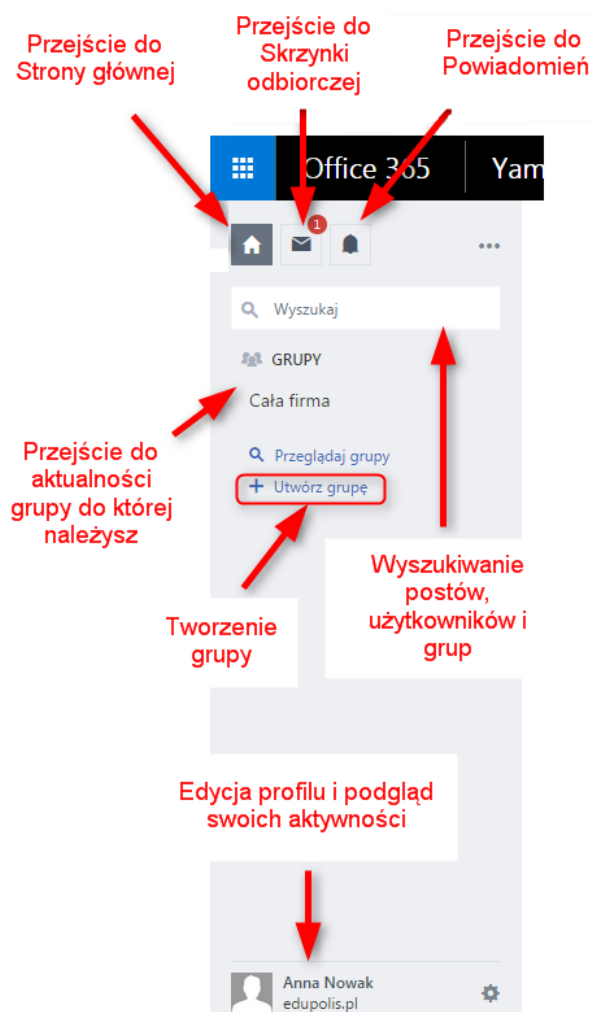 Przejście do
Strony głównej
Przejście do
Skrzynki
odbiorczej
Przejście do
Powiadomień
Office 365
Yam
1
Wyszukaj
GRUPY
Cała firma
Przeglądaj grupy
+ Utwórz grupę
Przejście do
aktualności
grupy do której
należysz
Wyszukiwanie
postów,
użytkowników i
grup
Tworzenie
grupy
Edycja profilu i podgląd
swoich aktywności
Anna Nowak
edupolis.pl